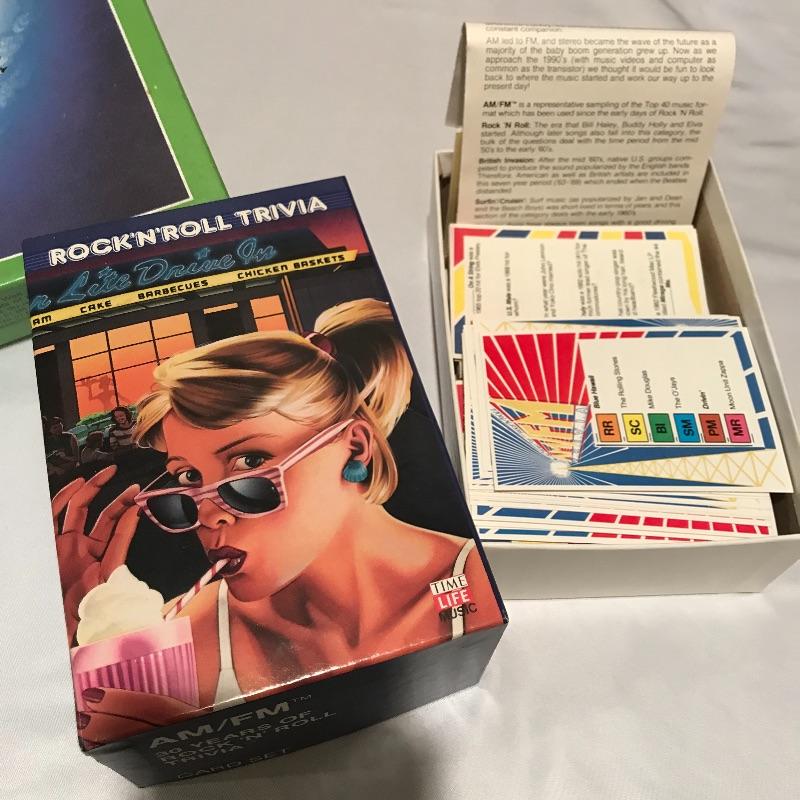 ROCK'N'ROLL TRIVIA
Lite Drive In
AM CAKE BARBECUES CHICKEN BASKETS
TIME
LIFE
MUSIC
AM/FM™
30 YEARS OF
ROCK 'N' ROLL
TRIVIA
CARD SET
constant companion.
AM led to FM, and stereo became the wave of the future as a
majority of the baby boom generation grew up. Now as we
approach the 1990's (with music videos and computer as
common as the transistor) we thought it would be fun to look
back to where the music started and work our way up to the
present day!
AM/FM™ is a representative sampling of the Top 40 music for-
mat which has been used since the early days of Rock 'N Roll.
Rock 'N Roll: The era that Bill Haley, Buddy Holly and Elvis
started. Although later songs also fall into this category, the
bulk of the questions deal with the time period from the mid
50's to the early '60's.
British Invasion: After the mid '60's, native U.S. groups com-
peted to produce the sound popularized by the English bands.
Therefore, American as well as British artists are included in
this seven year period ('63-'69) which ended when the Beatles
disbanded.
Surfin'/Cruisin': Surf music (as popularized by Jan and Dean
and the Beach Boys) was short lived in terms of years, and this
section of the category deals with the early 1960's.
RR Blue Hawaii
SC The Rolling Stones
BI Mike Douglas
SM The O'Jays
PM Drivin'
MR Moon Unit Zappa